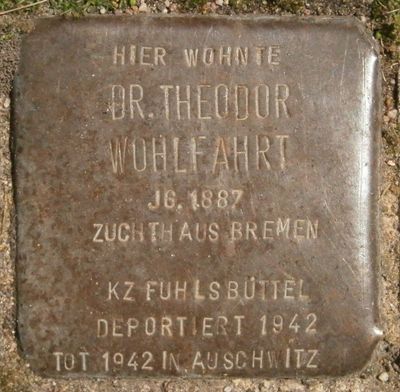 HIER WOHNTE
DR. THEODOR
WOHLFAHRT
JG. 1887
ZUCHTHAUS BREMEN
KZ FUHLSBÜTTEL
DEPORTIERT 1942
TOT 1942 IN AUSCHWITZ